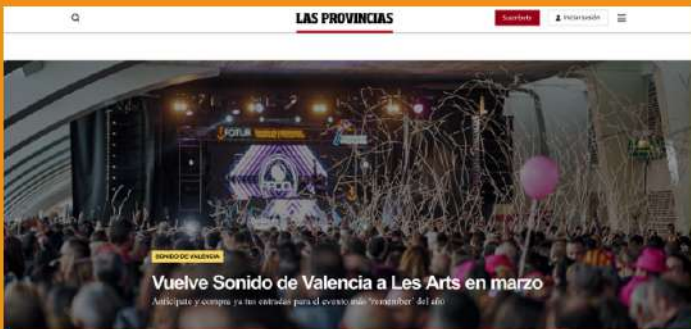 LAS PROVINCIAS
Suscríbete
Iniciar sesión
FORUM
SONIDO DE VALENCIA
Vuelve Sonido de Valencia a Les Arts en marzo
Anticípate y compra ya tus entradas para el evento más 'remember' del año